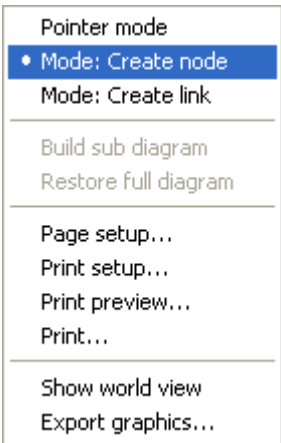 Pointer mode
Mode: Create node
Mode: Create link
Build sub diagram
Restore full diagram
Page setup...
Print setup...
Print preview...
Print...
Show world view
Export graphics...